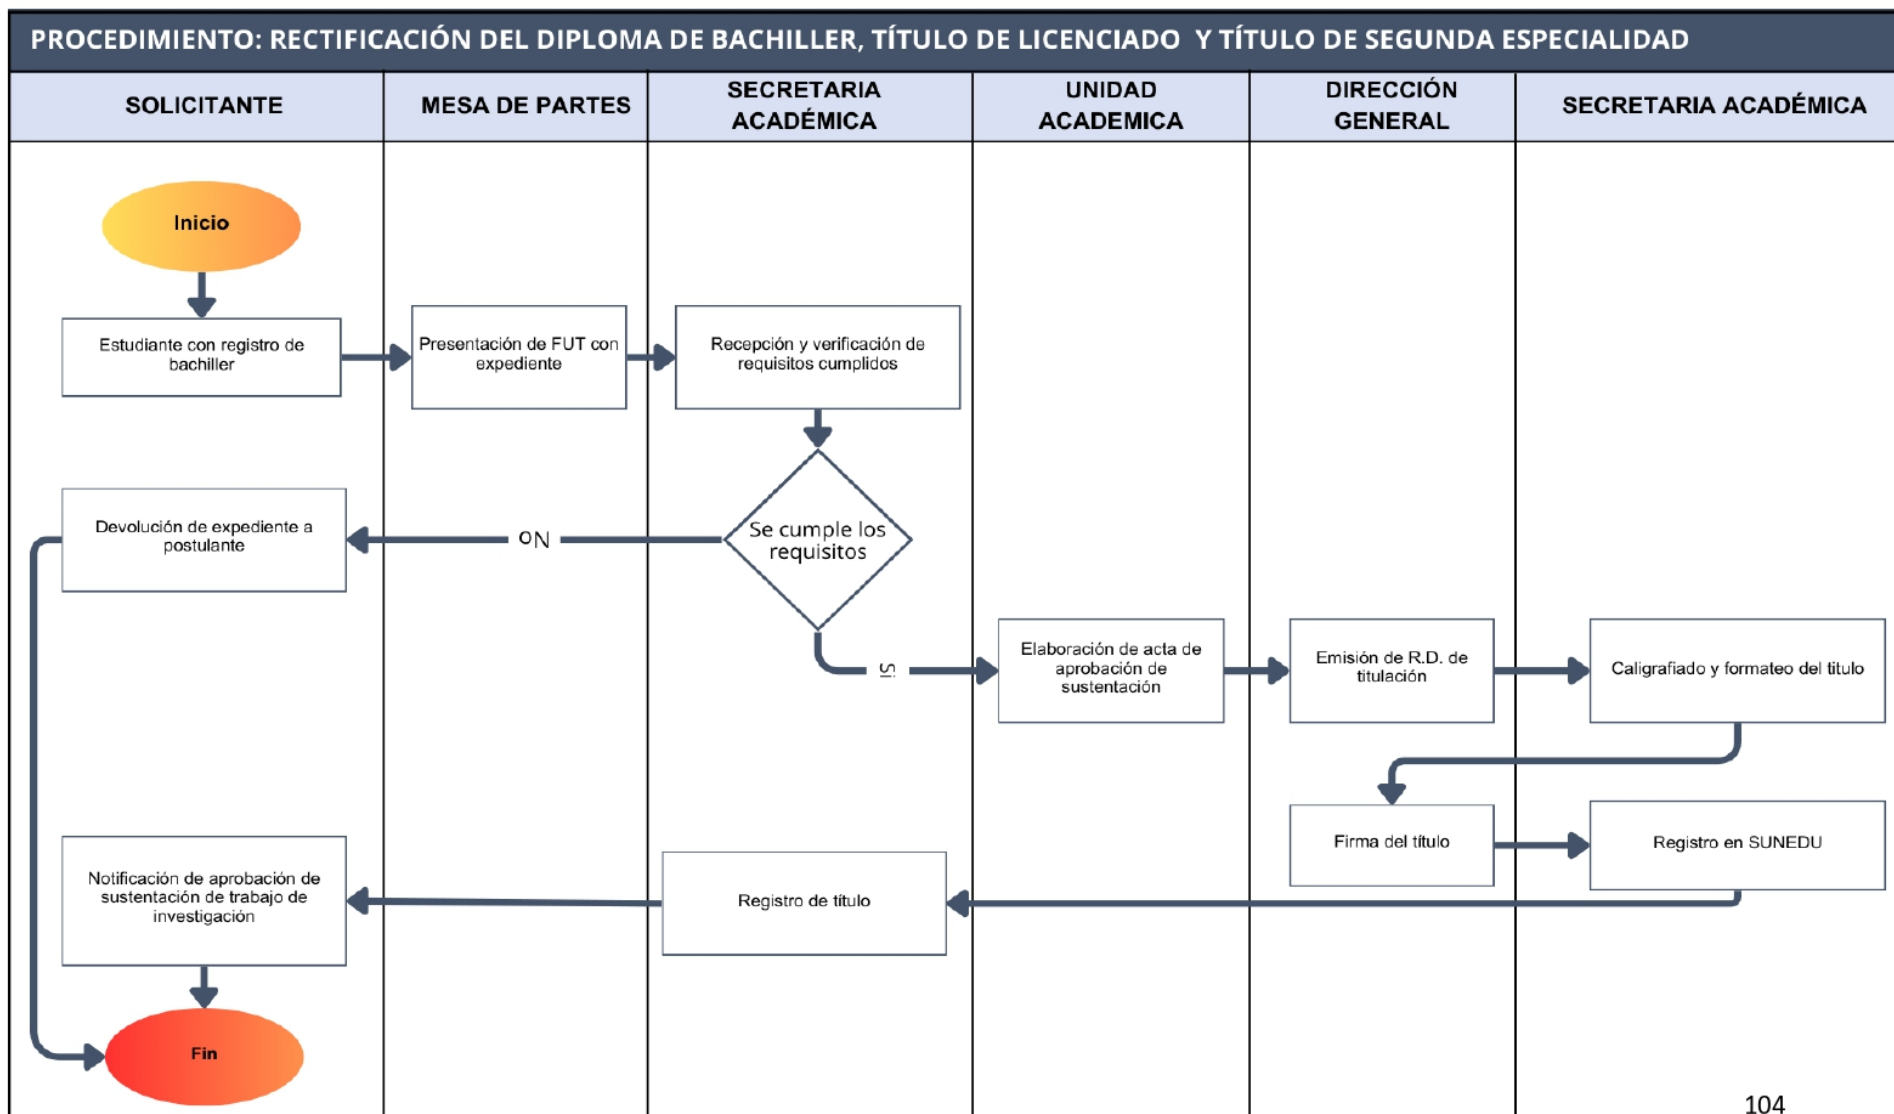 PROCEDIMIENTO: RECTIFICACIÓN DEL DIPLOMA DE BACHILLER, TÍTULO DE LICENCIADO Y TÍTULO DE SEGUNDA ESPECIALIDAD
SOLICITANTE
MESA DE PARTES
SECRETARIA
ACADÉMICA
UNIDAD
ACADEMICA
DIRECCIÓN
GENERAL
SECRETARIA ACADÉMICA
Inicio
Estudiante con registro de
bachiller
Presentación de FUT con
expediente
Recepción y verificación de
requisitos cumplidos
Se cumple los
requisitos
No
Devolución de expediente a
postulante
Si
Elaboración de acta de
aprobación de
sustentación
Emisión de R.D. de
titulación
Caligrafiado y formateo del titulo
Firma del título
Registro en SUNEDU
Registro de título
Notificación de aprobación de
sustentación de trabajo de
investigación
Fin
104